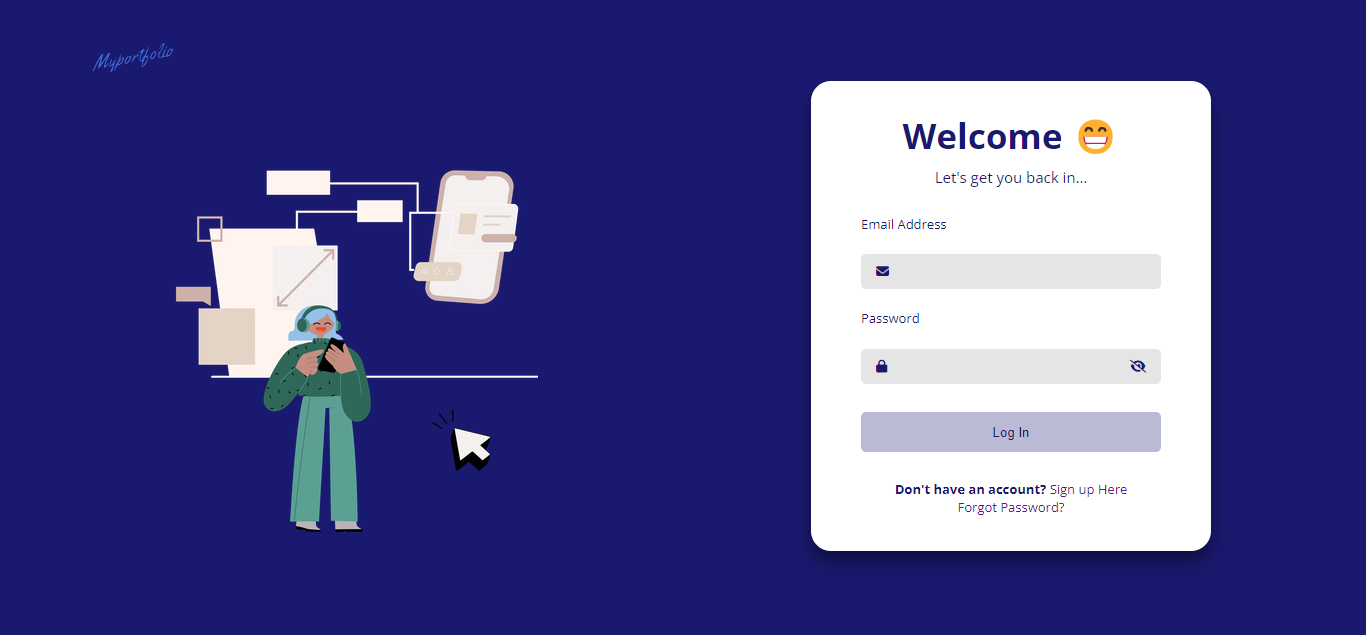 Myportfolio
Welcome 😁
Let's get you back in...
Email Address
Password
Log In
Don't have an account? Sign up Here
Forgot Password?